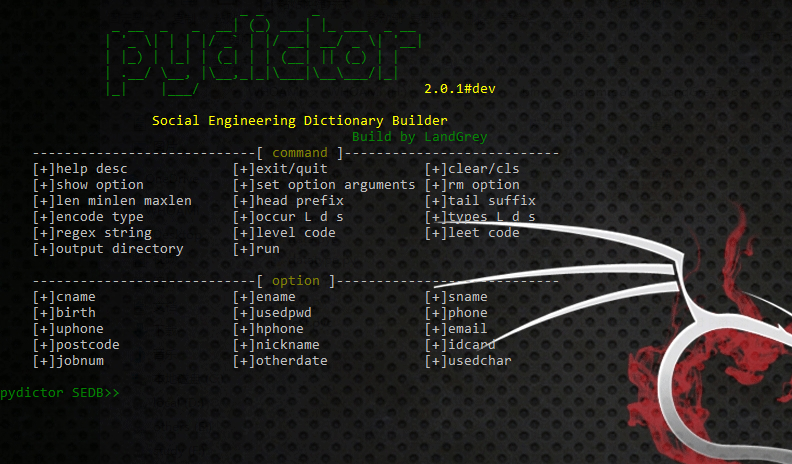 pydictor
2.0.1#dev
Social Engineering Dictionary Builder
Build by LandGrey
----------------------------[ command ]---------------------------
[+]help desc [+]exit/quit [+]clear/cls
[+]show option [+]set option arguments [+]rm option
[+]len minlen maxlen [+]head prefix [+]tail suffix
[+]encode type [+]occur L d s [+]types L d s
[+]regex string [+]level code [+]leet code
[+]output directory [+]run
----------------------------[ option ]----------------------------
[+]cname [+]ename [+]sname
[+]birth [+]usedpwd [+]phone
[+]uphone [+]hphone [+]email
[+]postcode [+]nickname [+]idcard
[+]jobnum [+]otherdate [+]usedchar
pydictor SEDB>>